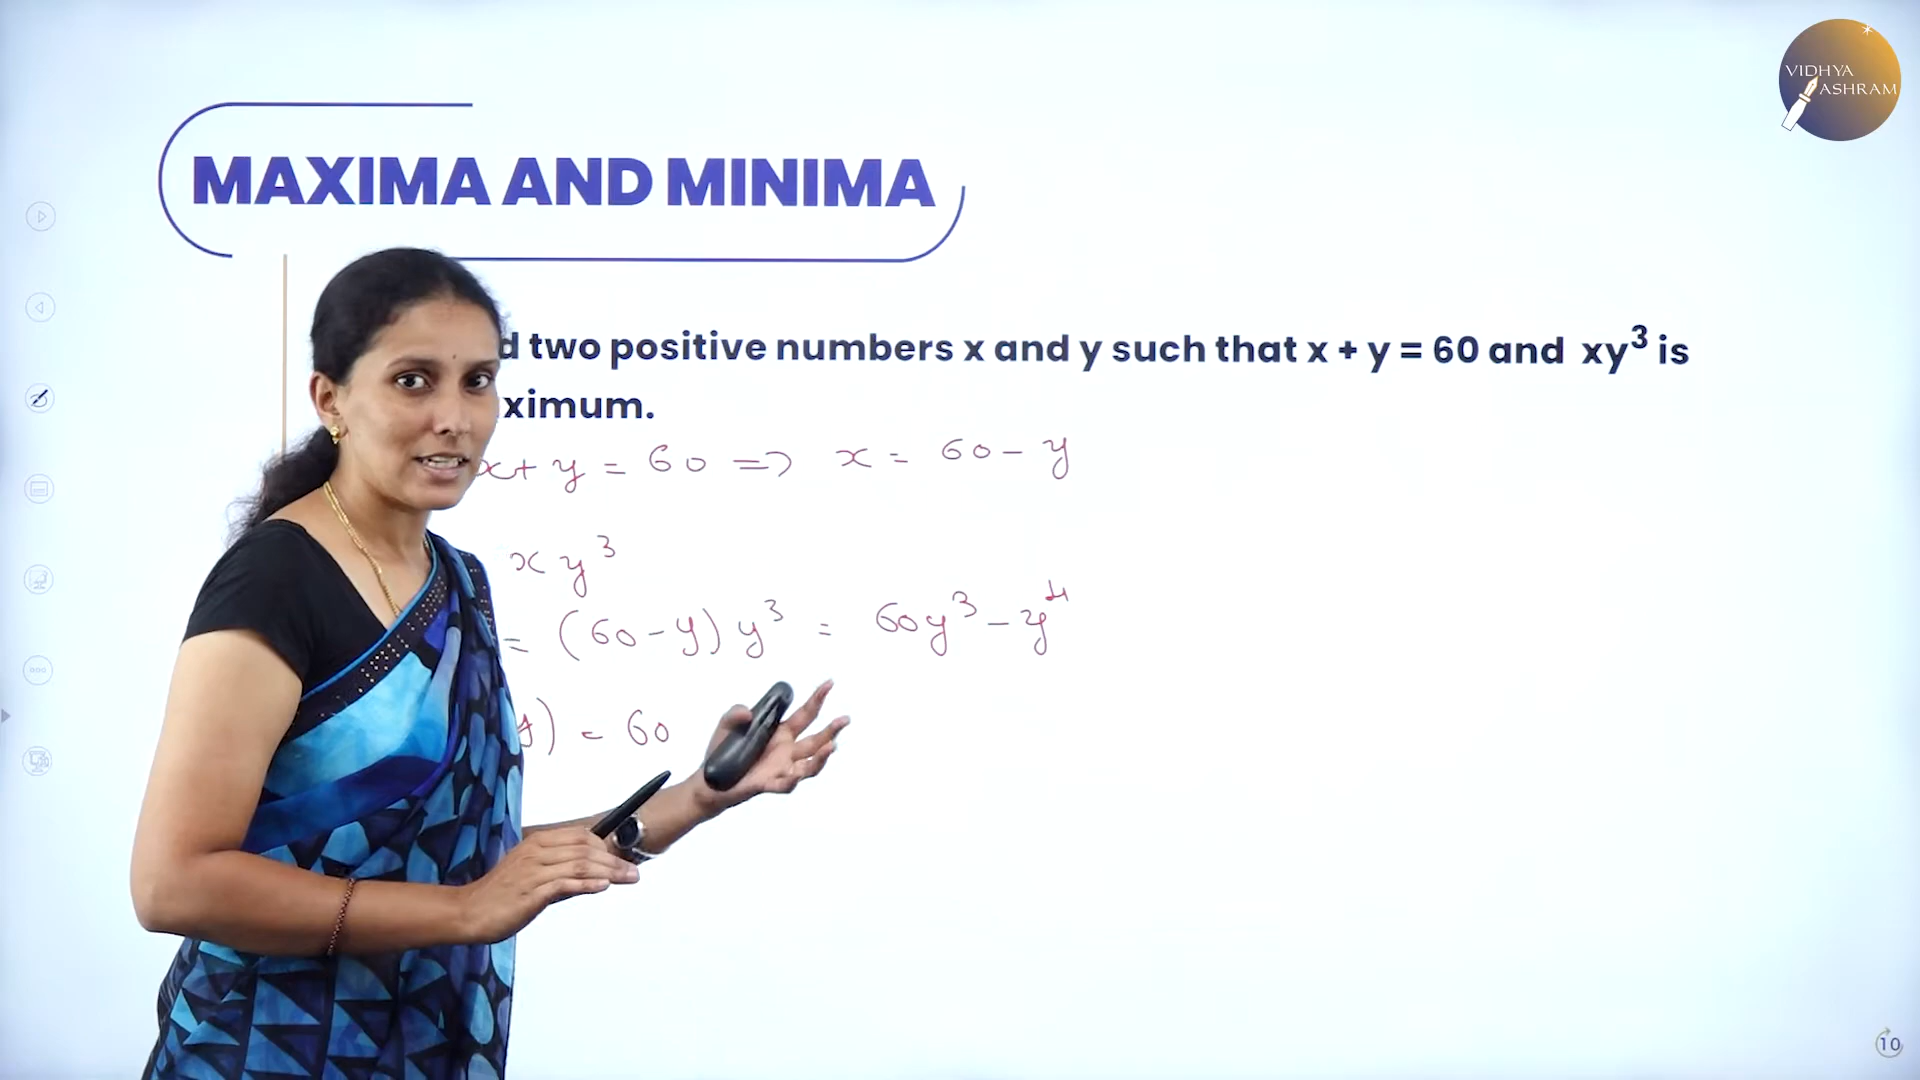 VIDHYA
ASHRAM
MAXIMA AND MINIMA
two positive numbers x and y such that x + y = 60 and xy³ is
ximum.
x + y = 60 => x = 60 - y
x y³
= (60 - y) y³ = 60y³ - y⁴
y) = 60
10